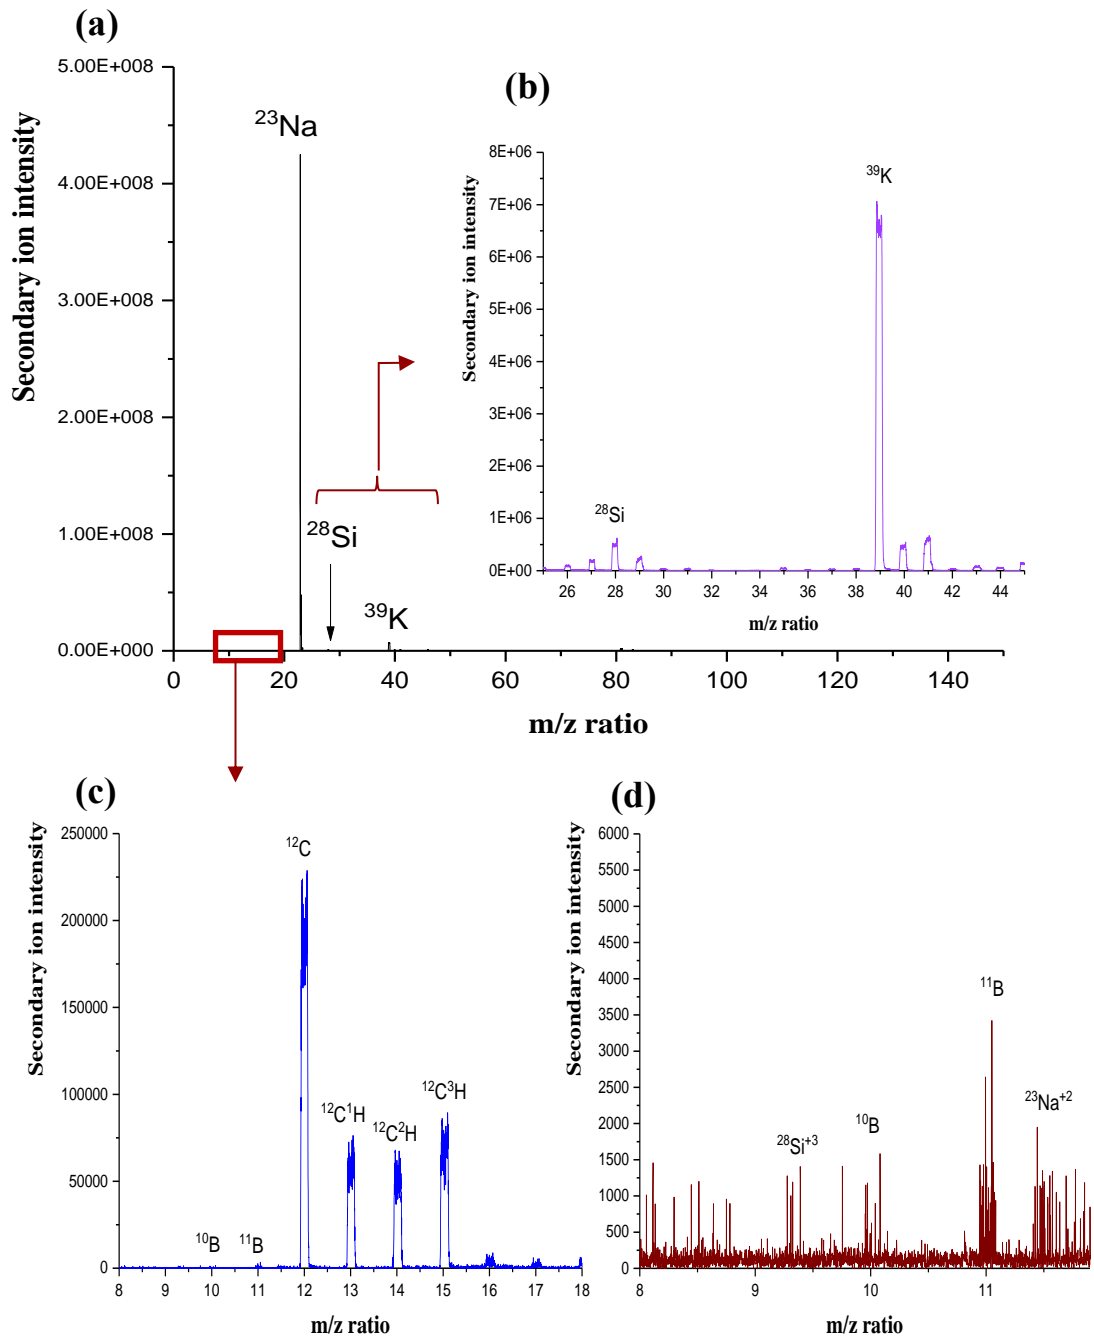 (a)
5.00E+008
4.00E+008
3.00E+008
2.00E+008
1.00E+008
0.00E+000
Secondary ion intensity
²³Na
²⁸Si
³⁹K
0 20 40 60 80 100 120 140
m/z ratio
(b)
8E+06
7E+06
6E+06
5E+06
4E+06
3E+06
2E+06
1E+06
0E+00
Secondary ion intensity
³⁹K
²⁸Si
26 28 30 32 34 36 38 40 42 44
m/z ratio
(c)
250000
200000
150000
100000
50000
0
Secondary ion intensity
¹²C
¹²C¹H
¹²C²H
¹²C³H
¹⁰B
¹¹B
8 9 10 11 12 13 14 15 16 17 18
m/z ratio
(d)
6000
5500
5000
4500
4000
3500
3000
2500
2000
1500
1000
500
0
Secondary ion intensity
¹¹B
²³Na⁺²
¹⁰B
²⁸Si⁺³
8 9 10 11
m/z ratio